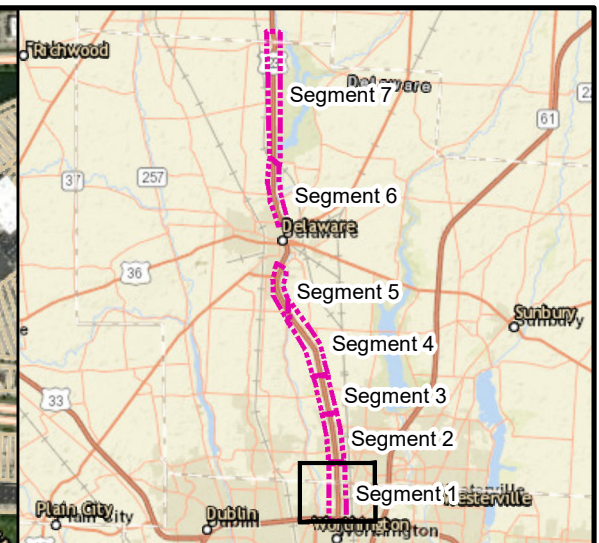 Richwood
23
Delaware
Segment 7
61
37
257
Segment 6
Delaware
36
Segment 5
Sunbury
Segment 4
33
Segment 3
Segment 2
Segment 1
Westerville
Plain City
Dublin
Worthington